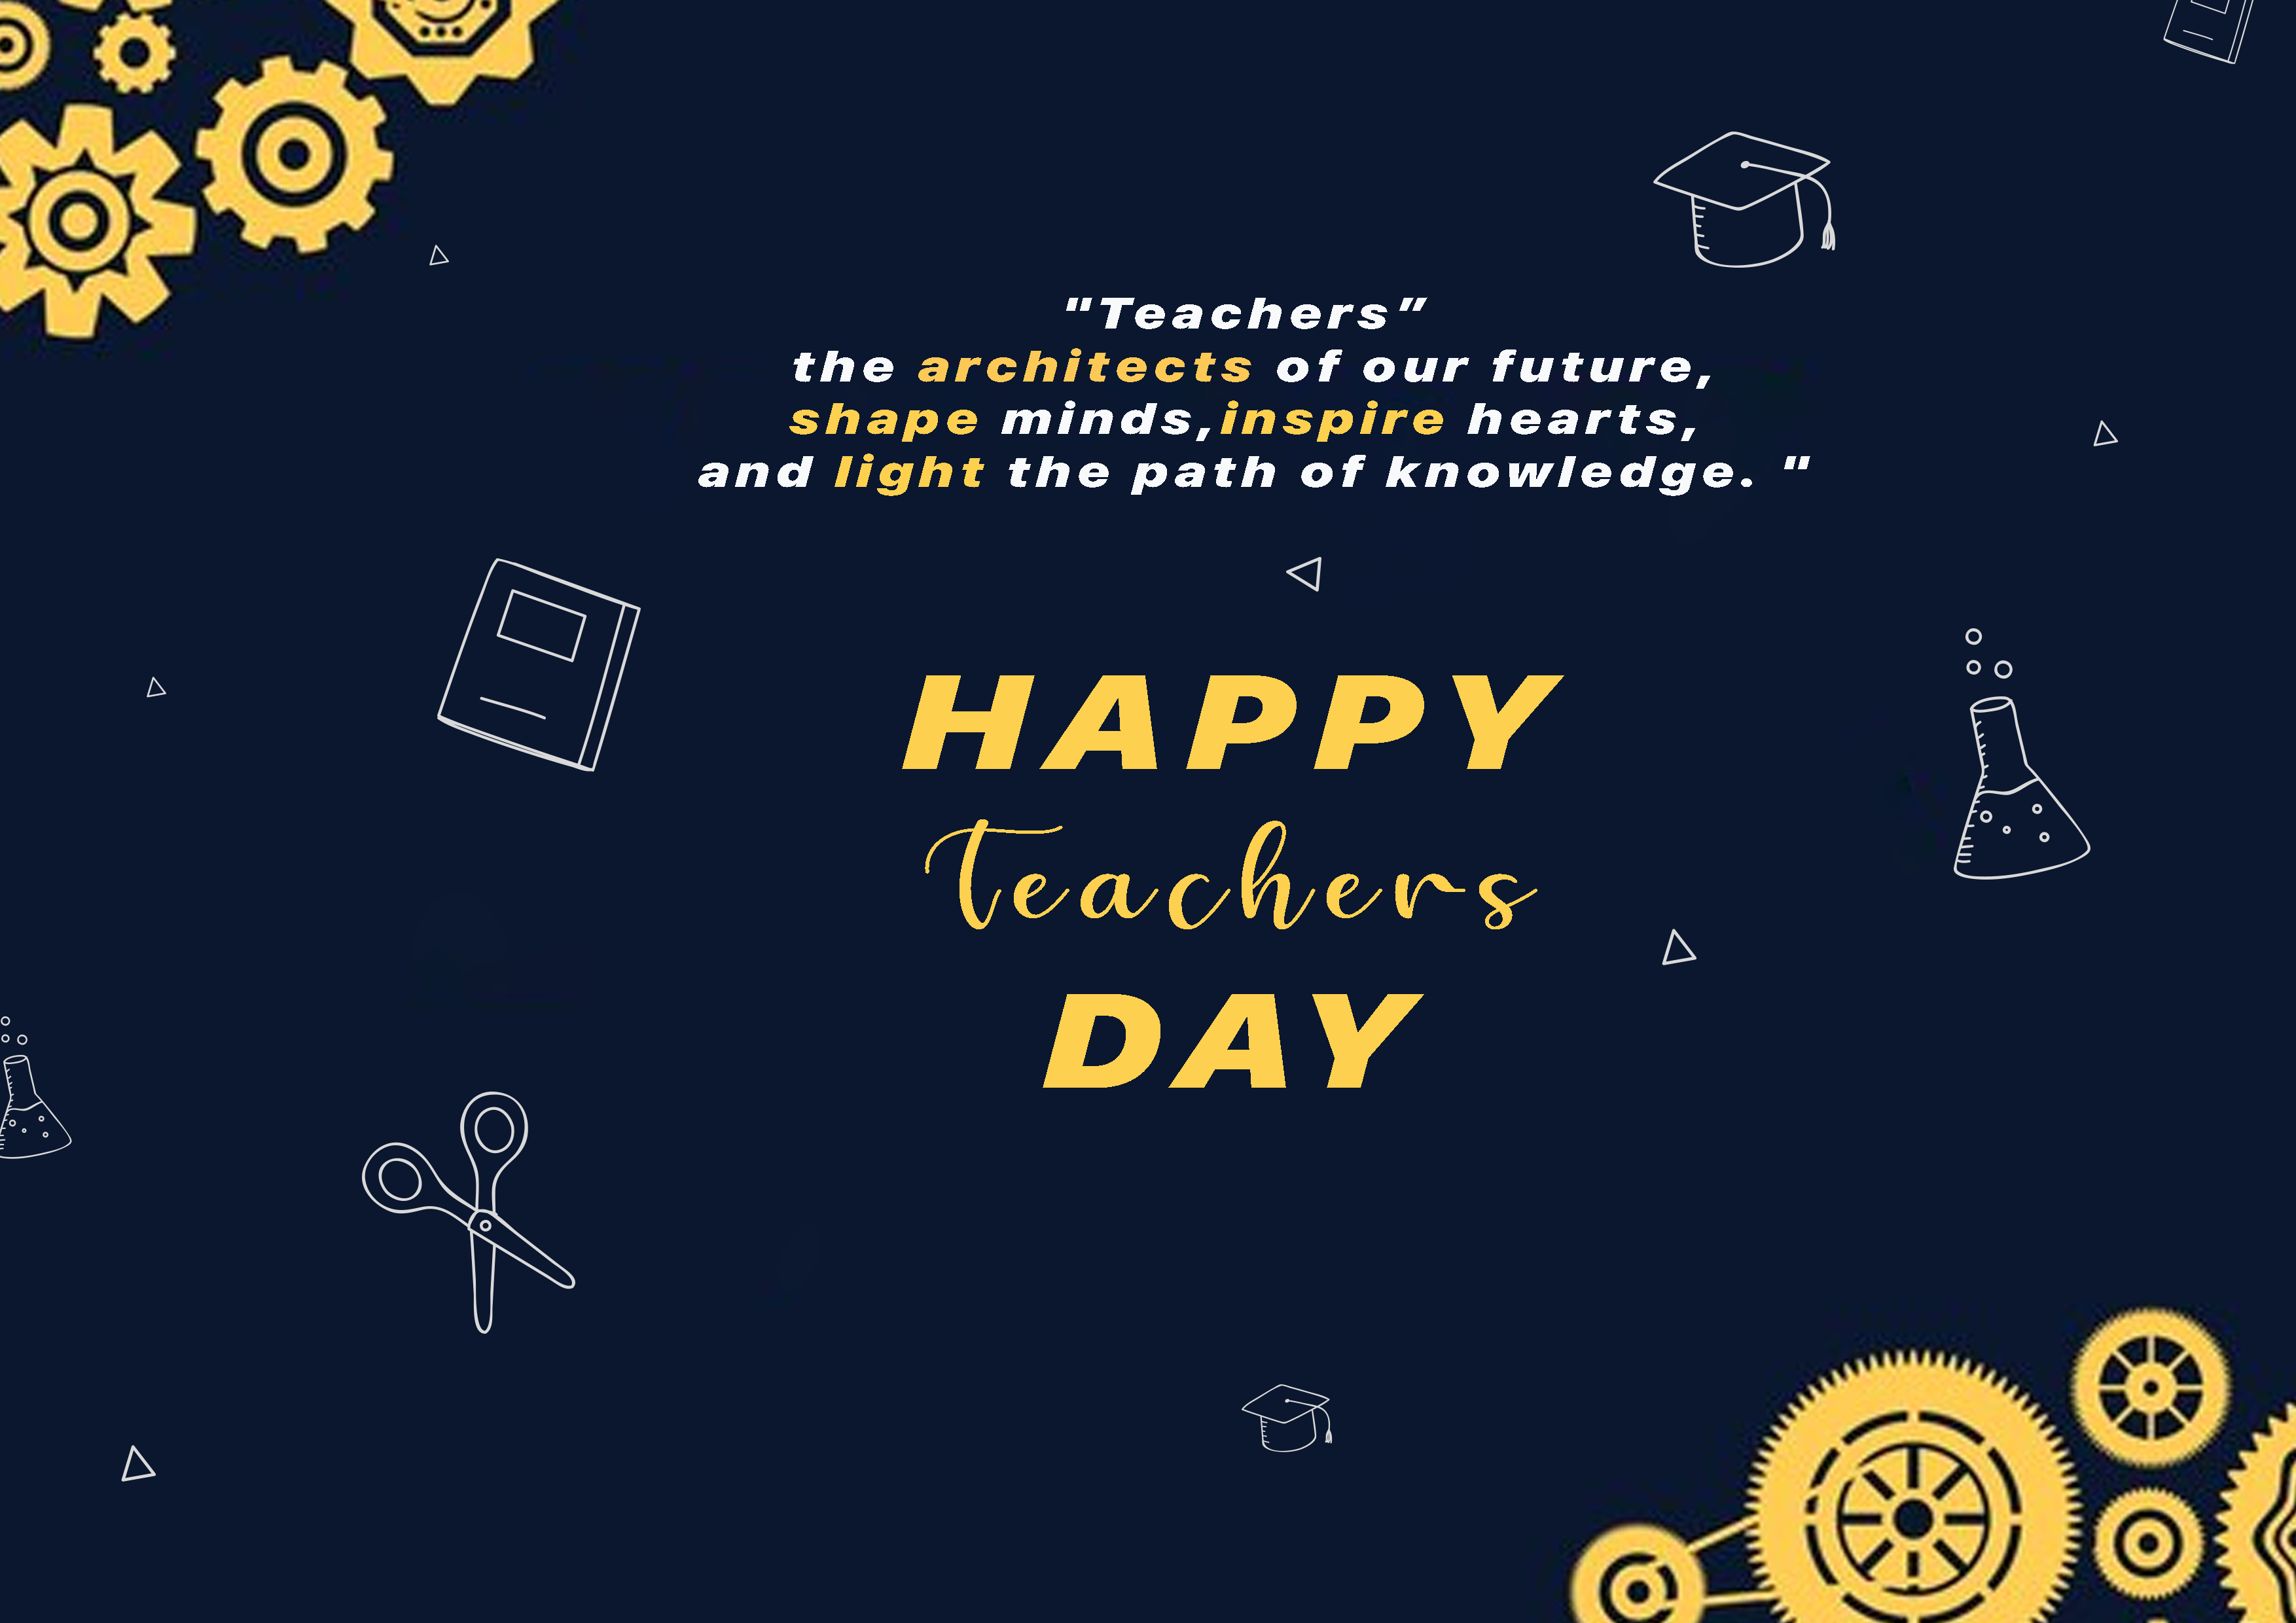 "Teachers”
the architects of our future,
shape minds,inspire hearts,
and light the path of knowledge. "
HAPPY
Teachers
DAY